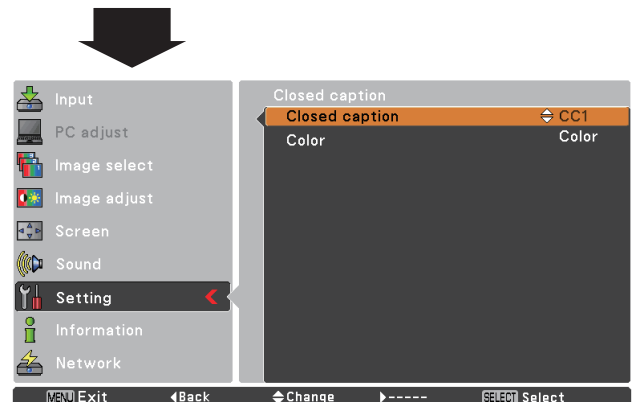 Input
PC adjust
Image select
Image adjust
Screen
Sound
Setting
Information
Network
Closed caption
Closed caption CC1
Color Color
MENU Exit Back Change ----- SELECT Select